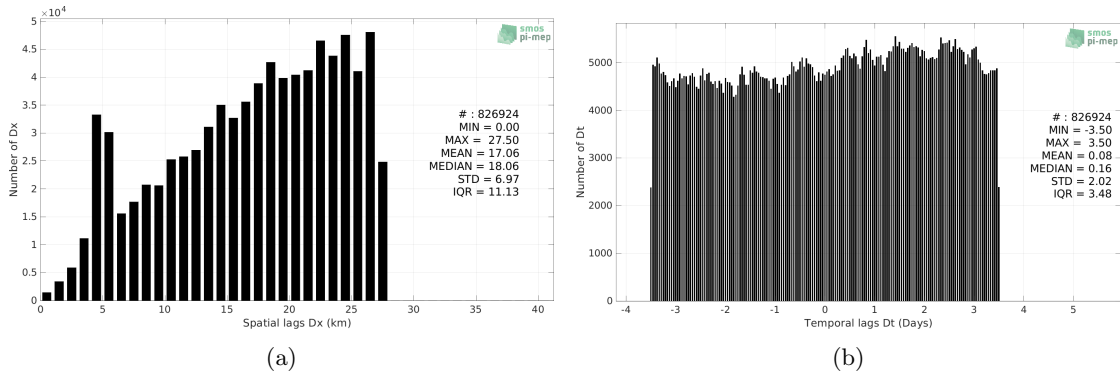 ×10⁴
5
4.5
4
3.5
3
2.5
2
1.5
1
0.5
0
Number of Dx
0 5 10 15 20 25 30 35 40
Spatial lags Dx (km)
smos
pi-mep
# : 826924
MIN = 0.00
MAX = 27.50
MEAN = 17.06
MEDIAN = 18.06
STD = 6.97
IQR = 11.13
(a)
5000
4000
3000
2000
1000
0
Number of Dt
-4 -3 -2 -1 0 1 2 3 4 5
Temporal lags Dt (Days)
smos
pi-mep
# : 826924
MIN = -3.50
MAX = 3.50
MEAN = 0.08
MEDIAN = 0.16
STD = 2.02
IQR = 3.48
(b)